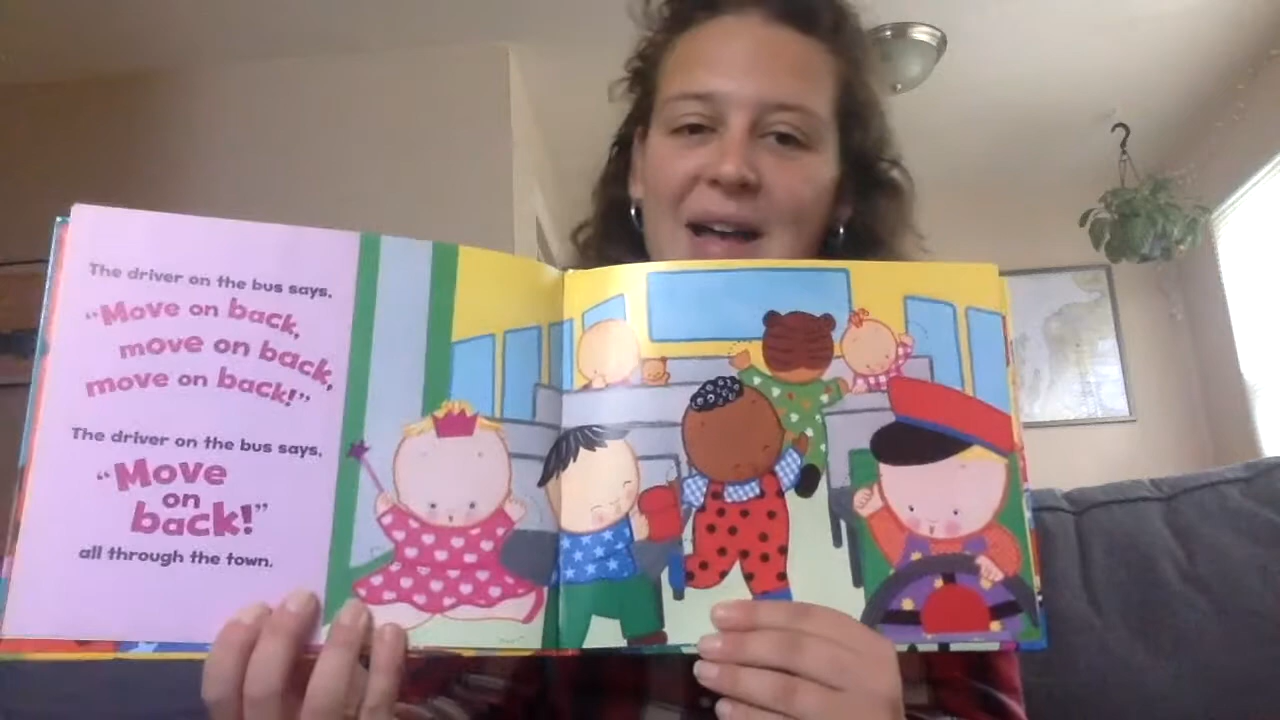 The driver on the bus says,
“Move on back,
move on back,
move on back!”
The driver on the bus says,
“Move
on
back!”
all through the town.